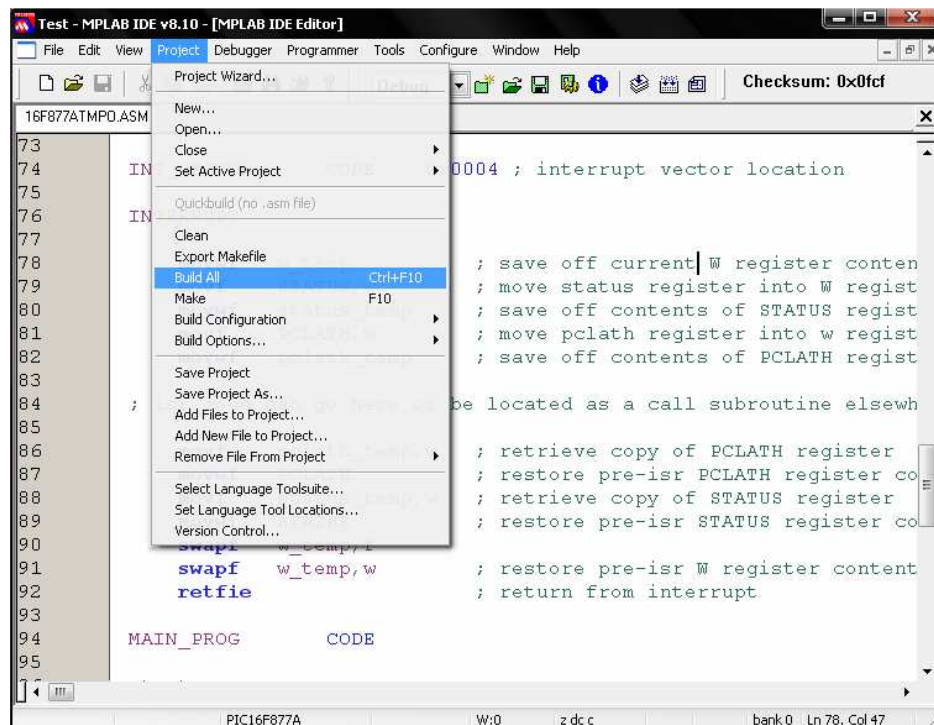 Test - MPLAB IDE v8.10 - [MPLAB IDE Editor]
File Edit View Project Debugger Programmer Tools Configure Window Help
Checksum: 0x0fcf
16F877ATMPO.ASM
Project Wizard...
New...
Open...
Close
Set Active Project
Quickbuild (no .asm file)
Clean
Export Makefile
Build All Ctrl+F10
Make F10
Build Configuration
Build Options...
Save Project
Save Project As...
Add Files to Project...
Add New File to Project...
Remove File From Project
Select Language Toolsuite...
Set Language Tool Locations...
Version Control...
73
74 0004 ; interrupt vector location
75
76
77
78 ; save off current W register conten
79 ; move status register into W regist
80 ; save off contents of STATUS regist
81 ; move pclath register into w regist
82 ; save off contents of PCLATH regist
83
84 ; be located as a call subroutine elsewh
85
86 ; retrieve copy of PCLATH register
87 ; restore pre-isr PCLATH register co
88 ; retrieve copy of STATUS register
89 ; restore pre-isr STATUS register co
90 swapf w_temp,f
91 swapf w_temp,w ; restore pre-isr W register content
92 retfie ; return from interrupt
93
94 MAIN_PROG CODE
95
PIC16F877A W:0 z dc c bank 0 Ln 78, Col 47